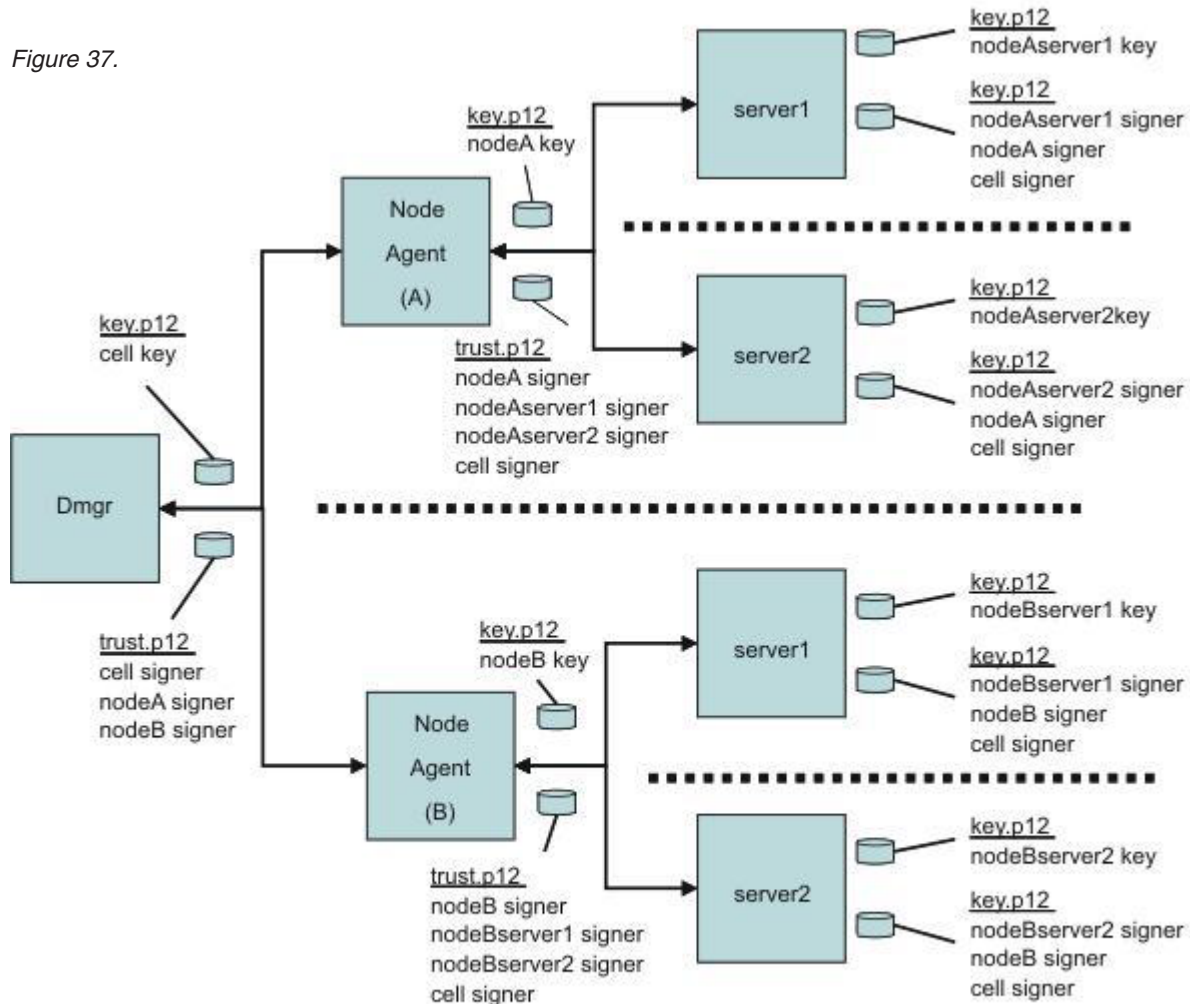 Figure 37.
key.p12
nodeAserver1 key
key.p12
nodeAserver1 signer
nodeA signer
cell signer
server1
key.p12
nodeA key
Node
Agent
(A)
trust.p12
nodeA signer
nodeAserver1 signer
nodeAserver2 signer
cell signer
key.p12
nodeAserver2key
key.p12
nodeAserver2 signer
nodeA signer
cell signer
server2
key.p12
cell key
Dmgr
trust.p12
cell signer
nodeA signer
nodeB signer
key.p12
nodeBserver1 key
key.p12
nodeBserver1 signer
nodeB signer
cell signer
server1
key.p12
nodeB key
Node
Agent
(B)
trust.p12
nodeB signer
nodeBserver1 signer
nodeBserver2 signer
cell signer
key.p12
nodeBserver2 key
key.p12
nodeBserver2 signer
nodeB signer
cell signer
server2